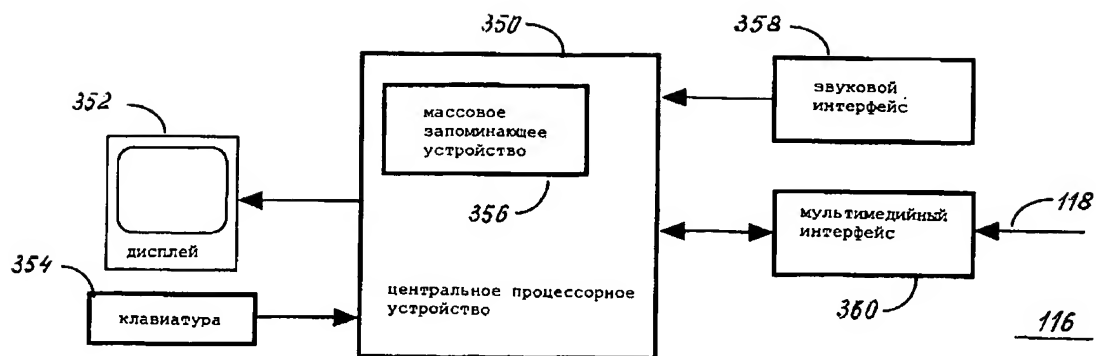 350
358
352
массовое
запоминающее
устройство
звуковой
интерфейс
356
118
мультимедийный
интерфейс
дисплей
354
клавиатура
центральное процессорное
устройство
360
116